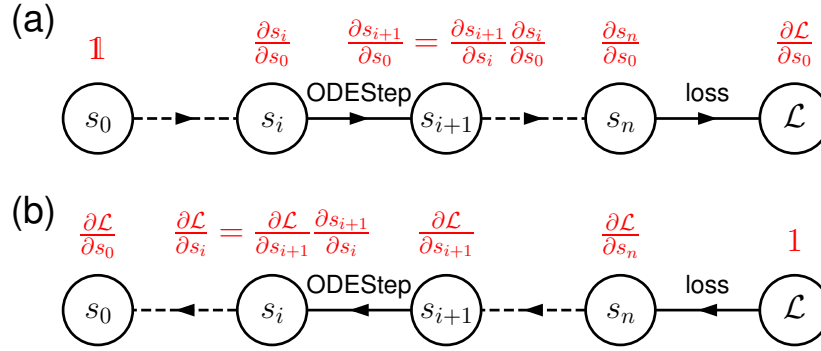 (a)
𝟙 ∂s_i/∂s_0 ∂s_{i+1}/∂s_0 = ∂s_{i+1}/∂s_i ∂s_i/∂s_0 ∂s_n/∂s_0 ∂ℒ/∂s_0
ODEStep loss
s_0 s_i s_{i+1} s_n ℒ
(b)
∂ℒ/∂s_0 ∂ℒ/∂s_i = ∂ℒ/∂s_{i+1} ∂s_{i+1}/∂s_i ∂ℒ/∂s_{i+1} ∂ℒ/∂s_n 1
ODEStep loss
s_0 s_i s_{i+1} s_n ℒ